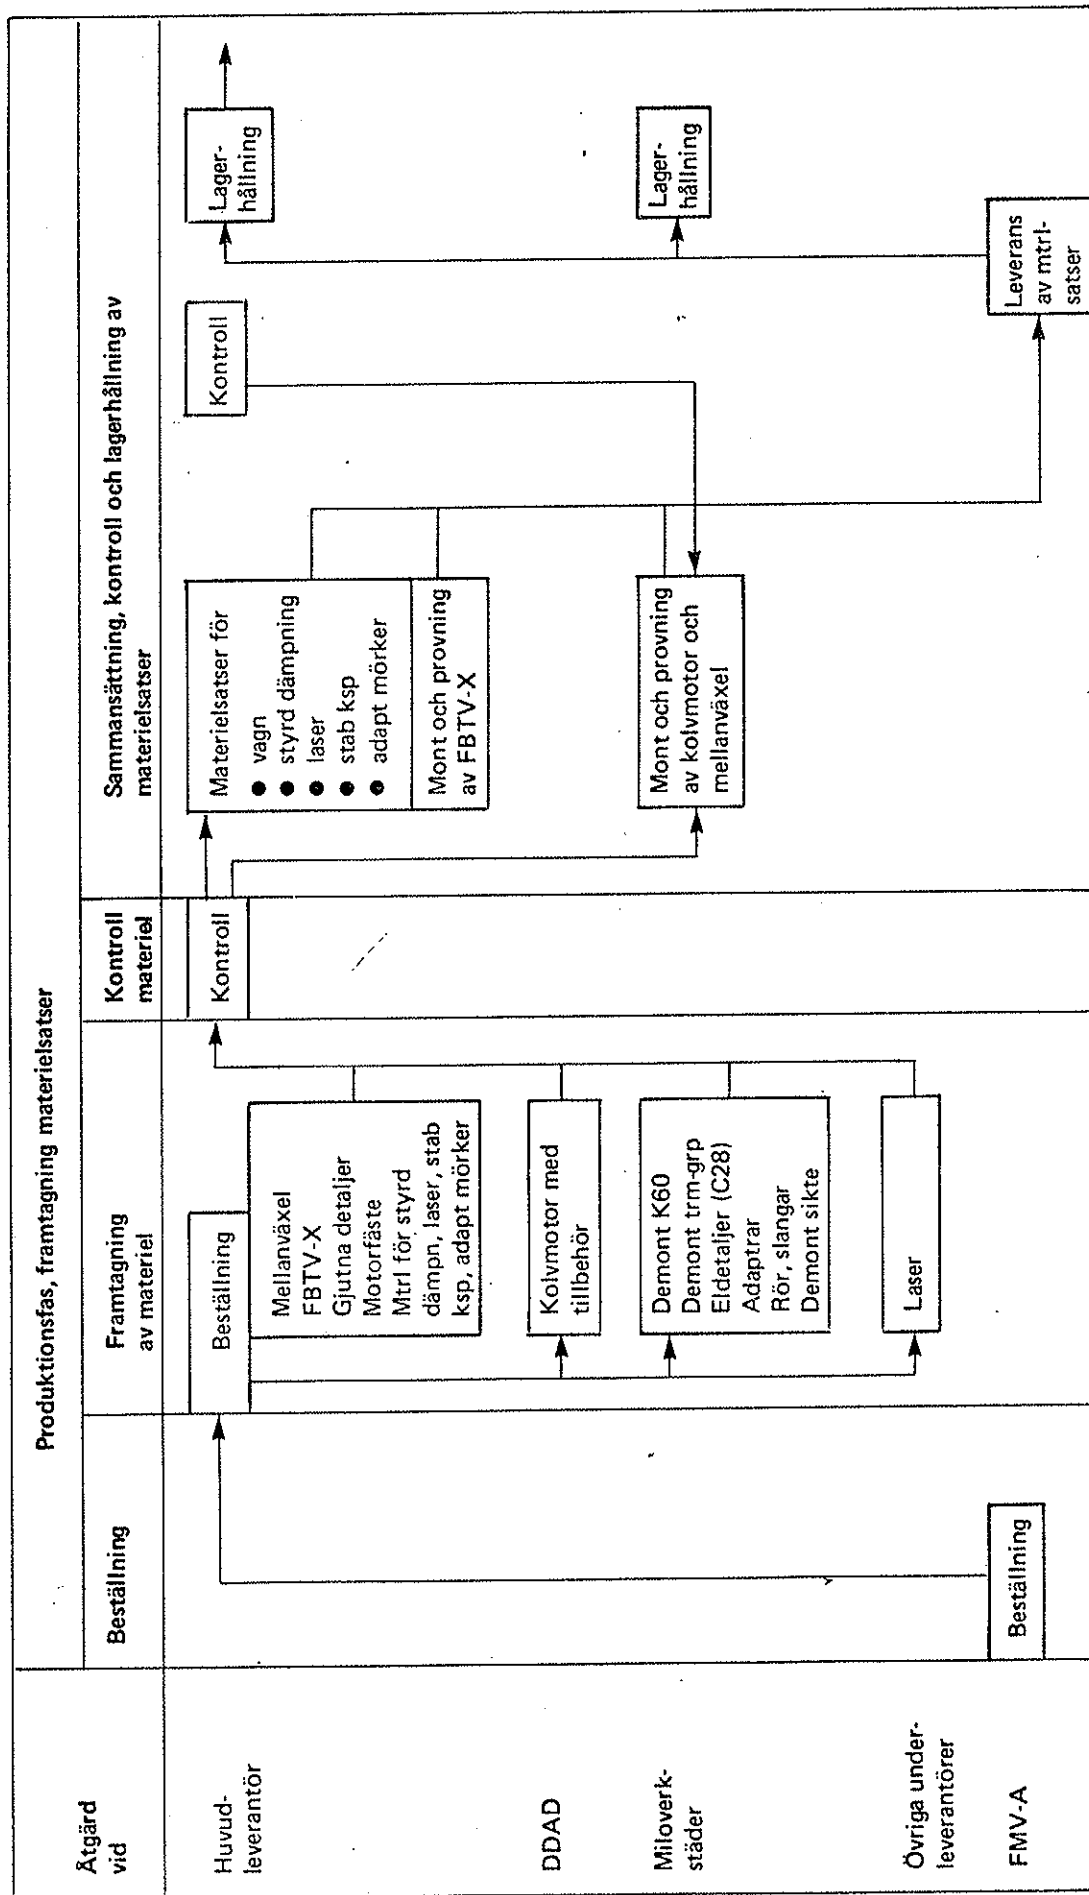 Produktionsfas, framtagning materielsatser
Åtgärd
vid
Beställning
Framtagning
av materiel
Kontroll
materiel
Sammansättning, kontroll och lagerhållning av
materielsatser
Huvud-
leverantör
Beställning
Mellanväxel
FBTV-X
Gjutna detaljer
Motorfäste
Mtrl för styrd
dämpn, laser, stab
ksp, adapt mörker
Kontroll
Materielsatser för
● vagn
● styrd dämpning
● laser
● stab ksp
● adapt mörker
Mont och provning
av FBTV-X
Kontroll
Lager-
hållning
DDAD
Kolvmotor med
tillbehör
Miloverk-
städer
Demont K60
Demont trm-grp
Eldetaljer (C28)
Adaptrar
Rör, slangar
Demont sikte
Mont och provning
av kolvmotor och
mellanväxel
Lager-
hållning
Övriga under-
leverantörer
Laser
FMV-A
Beställning
Leverans
av mtrl-
satser